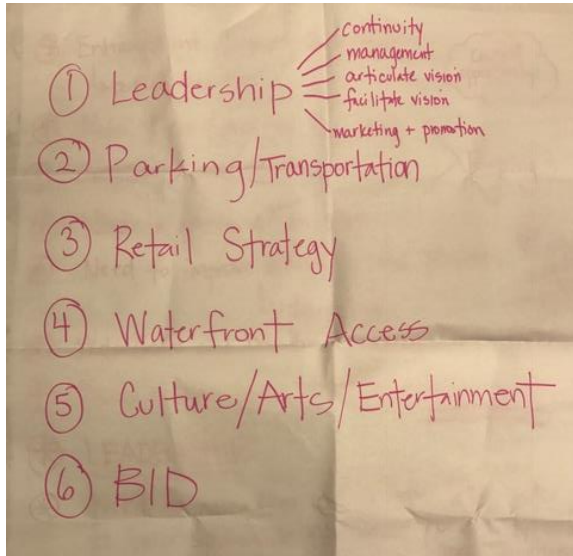 ① Leadership
continuity
management
articulate vision
facilitate vision
marketing + promotion
② Parking/Transportation
③ Retail Strategy
④ Waterfront Access
⑤ Culture/Arts/Entertainment
⑥ BID